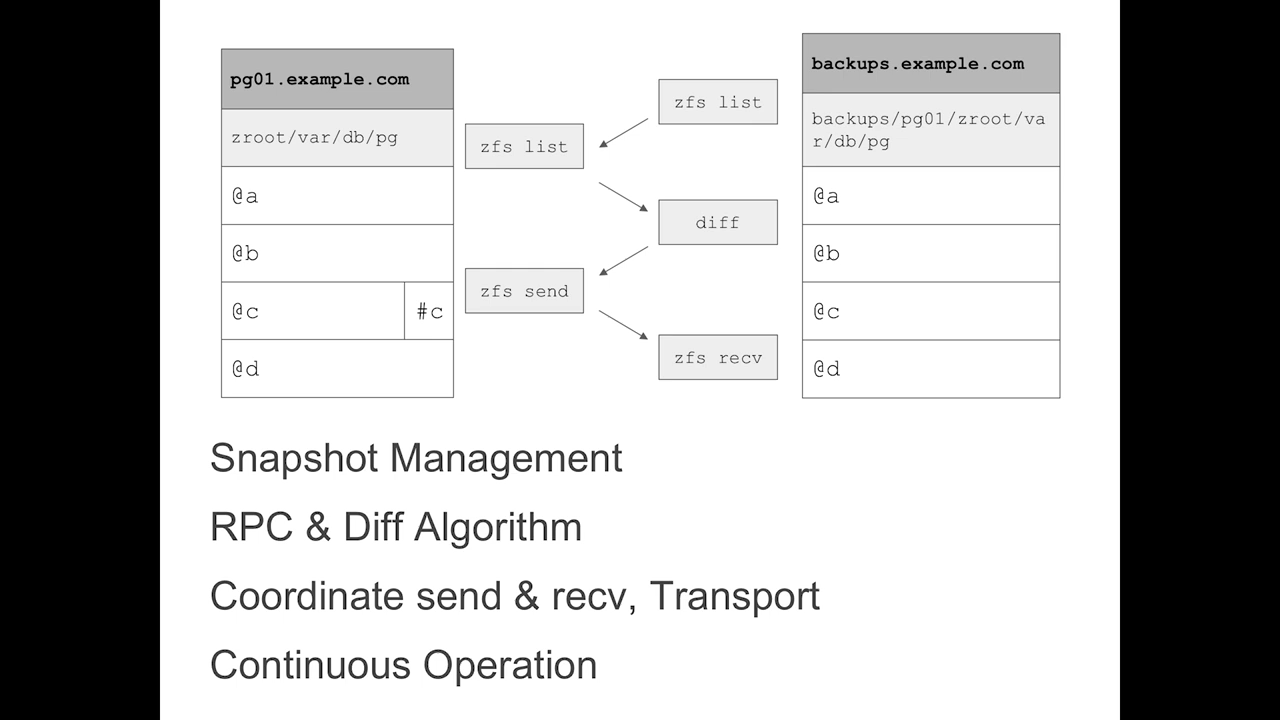 pg01.example.com
zroot/var/db/pg
@a
@b
@c
#c
@d
zfs list
zfs list
diff
zfs send
zfs recv
backups.example.com
backups/pg01/zroot/va
r/db/pg
@a
@b
@c
@d
Snapshot Management
RPC & Diff Algorithm
Coordinate send & recv, Transport
Continuous Operation